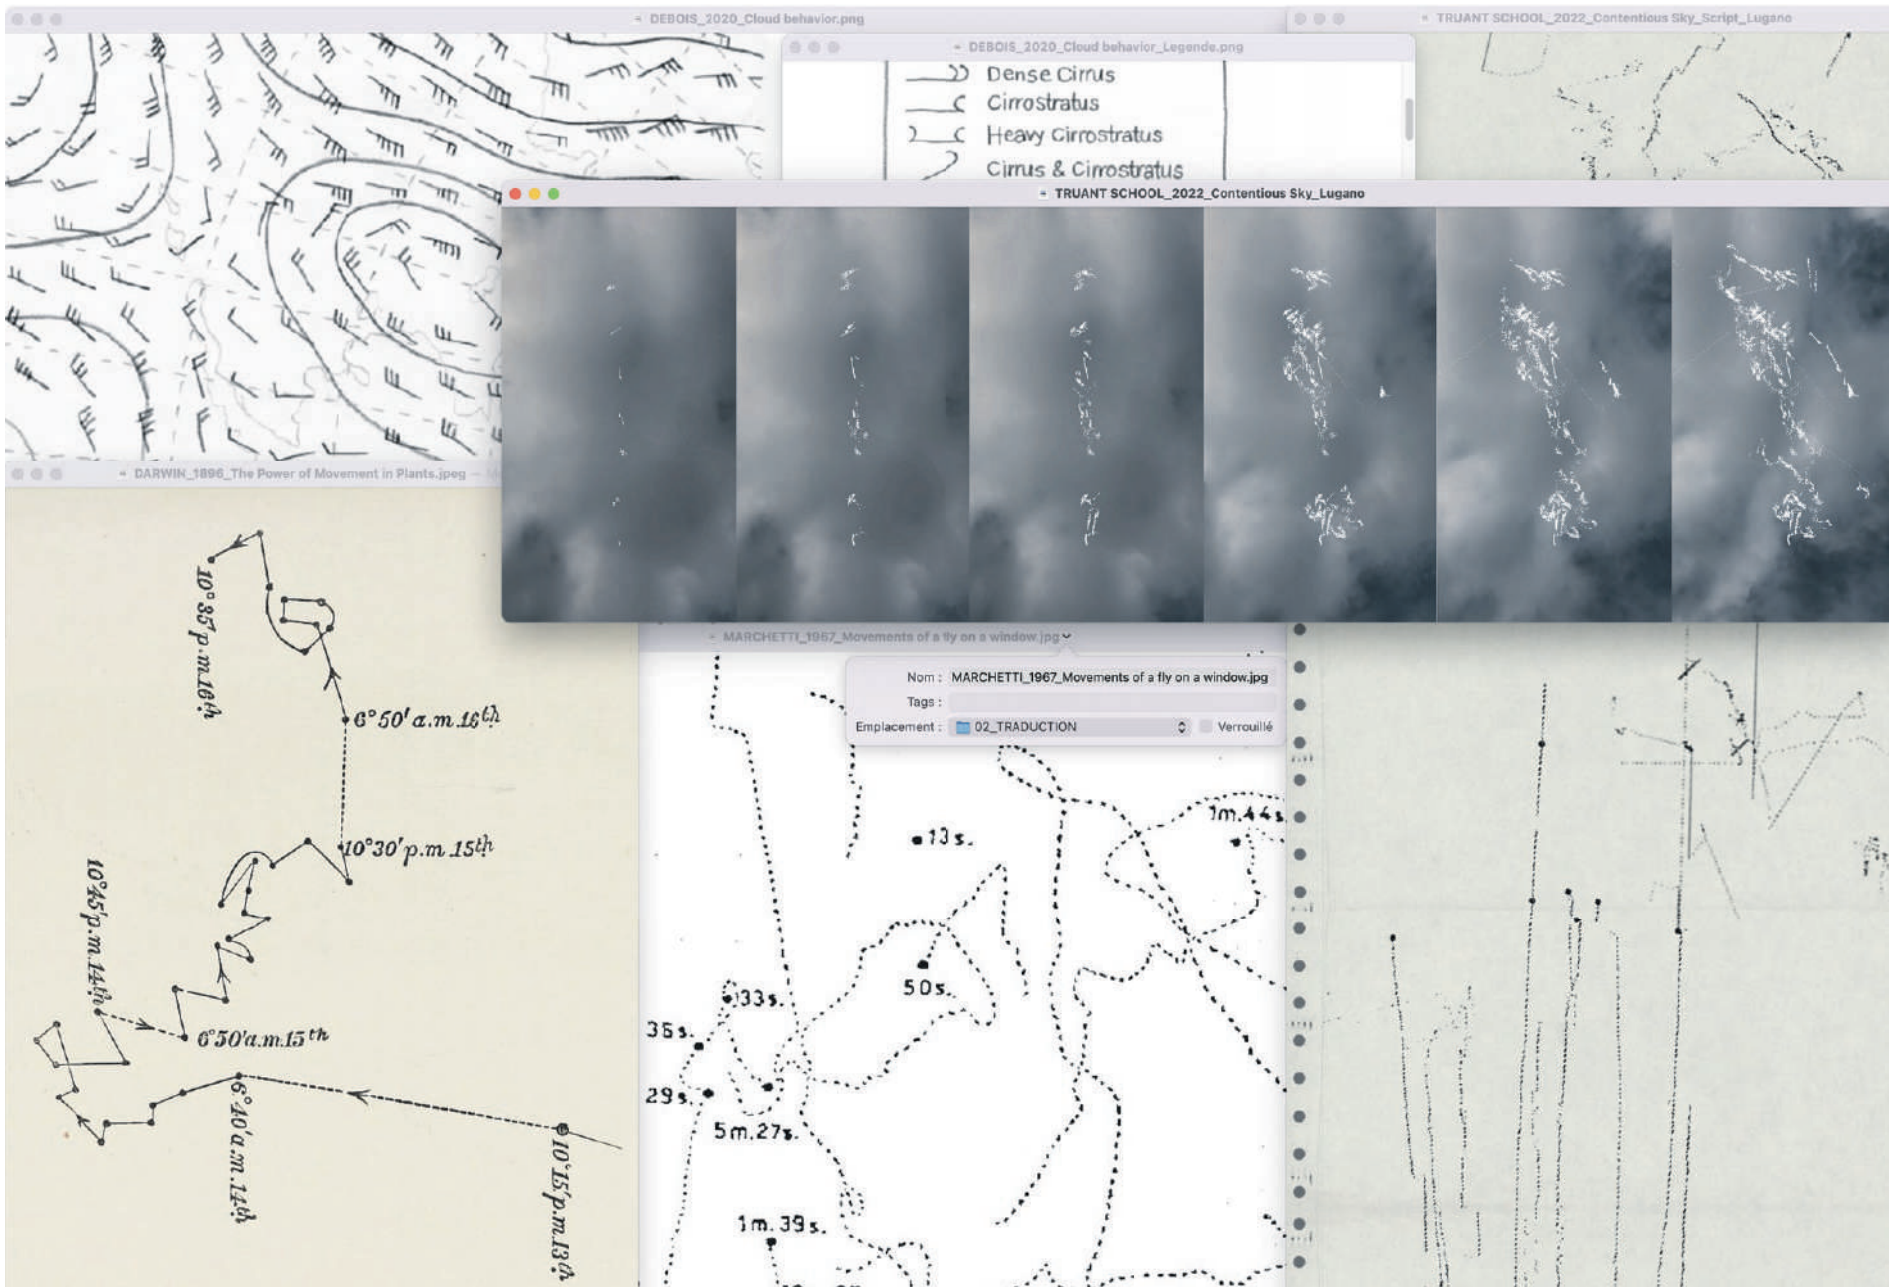 DEBOIS_2020_Cloud behavior.png
TRUANT SCHOOL_2022_Contentious Sky_Script_Lugano
DEBOIS_2020_Cloud behavior_Legende.png
Dense Cirrus
Cirrostratus
Heavy Cirrostratus
Cirrus & Cirrostratus
TRUANT SCHOOL_2022_Contentious Sky_Lugano
DARWIN_1896_The Power of Movement in Plants.jpeg
10°35' p.m.16th
6°50' a.m.16th
10°30' p.m.15th
10°45' p.m.14th
6°50' a.m.15th
6°40' a.m.14th
10°15' p.m.13th
MARCHETTI_1967_Movements of a fly on a window.jpg
Nom : MARCHETTI_1967_Movements of a fly on a window.jpg
Tags :
Emplacement : 02_TRADUCTION Verrouillé
1m.44s.
13s.
50s.
33s.
29s.
5m.27s.
1m.39s.